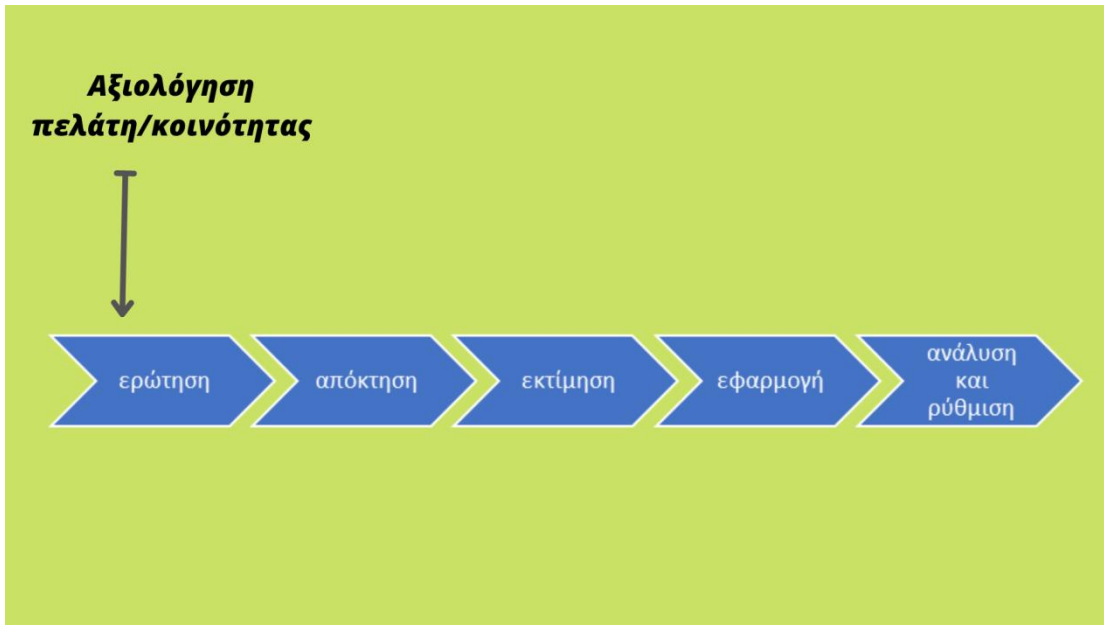 Αξιολόγηση
πελάτη/κοινότητας
ερώτηση
απόκτηση
εκτίμηση
εφαρμογή
ανάλυση
και
ρύθμιση